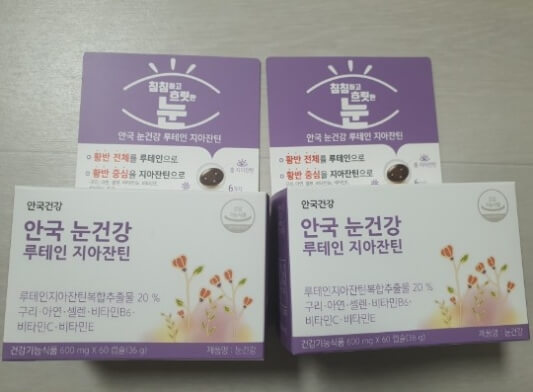 침침하고
흐릿한
눈
안국 눈건강 루테인 지아잔틴
황반 전체를 루테인으로
황반 중심을 지아잔틴으로
침침하고
흐릿한
눈
안국 눈건강 루테인 지아잔틴
황반 전체를 루테인으로
황반 중심을 지아잔틴으로
안국건강
안국 눈건강
루테인 지아잔틴
루테인지아잔틴복합추출물 20 %
구리·아연·셀렌·비타민B6·
비타민C·비타민E
건강기능식품 600 mg X 60 캡슐(36 g)
제품명 : 눈건강
안국건강
안국 눈건강
루테인 지아잔틴
루테인지아잔틴복합추출물 20 %
구리·아연·셀렌·비타민B6·
비타민C·비타민E
건강기능식품 600 mg X 60 캡슐(36 g)
제품명 : 눈건강